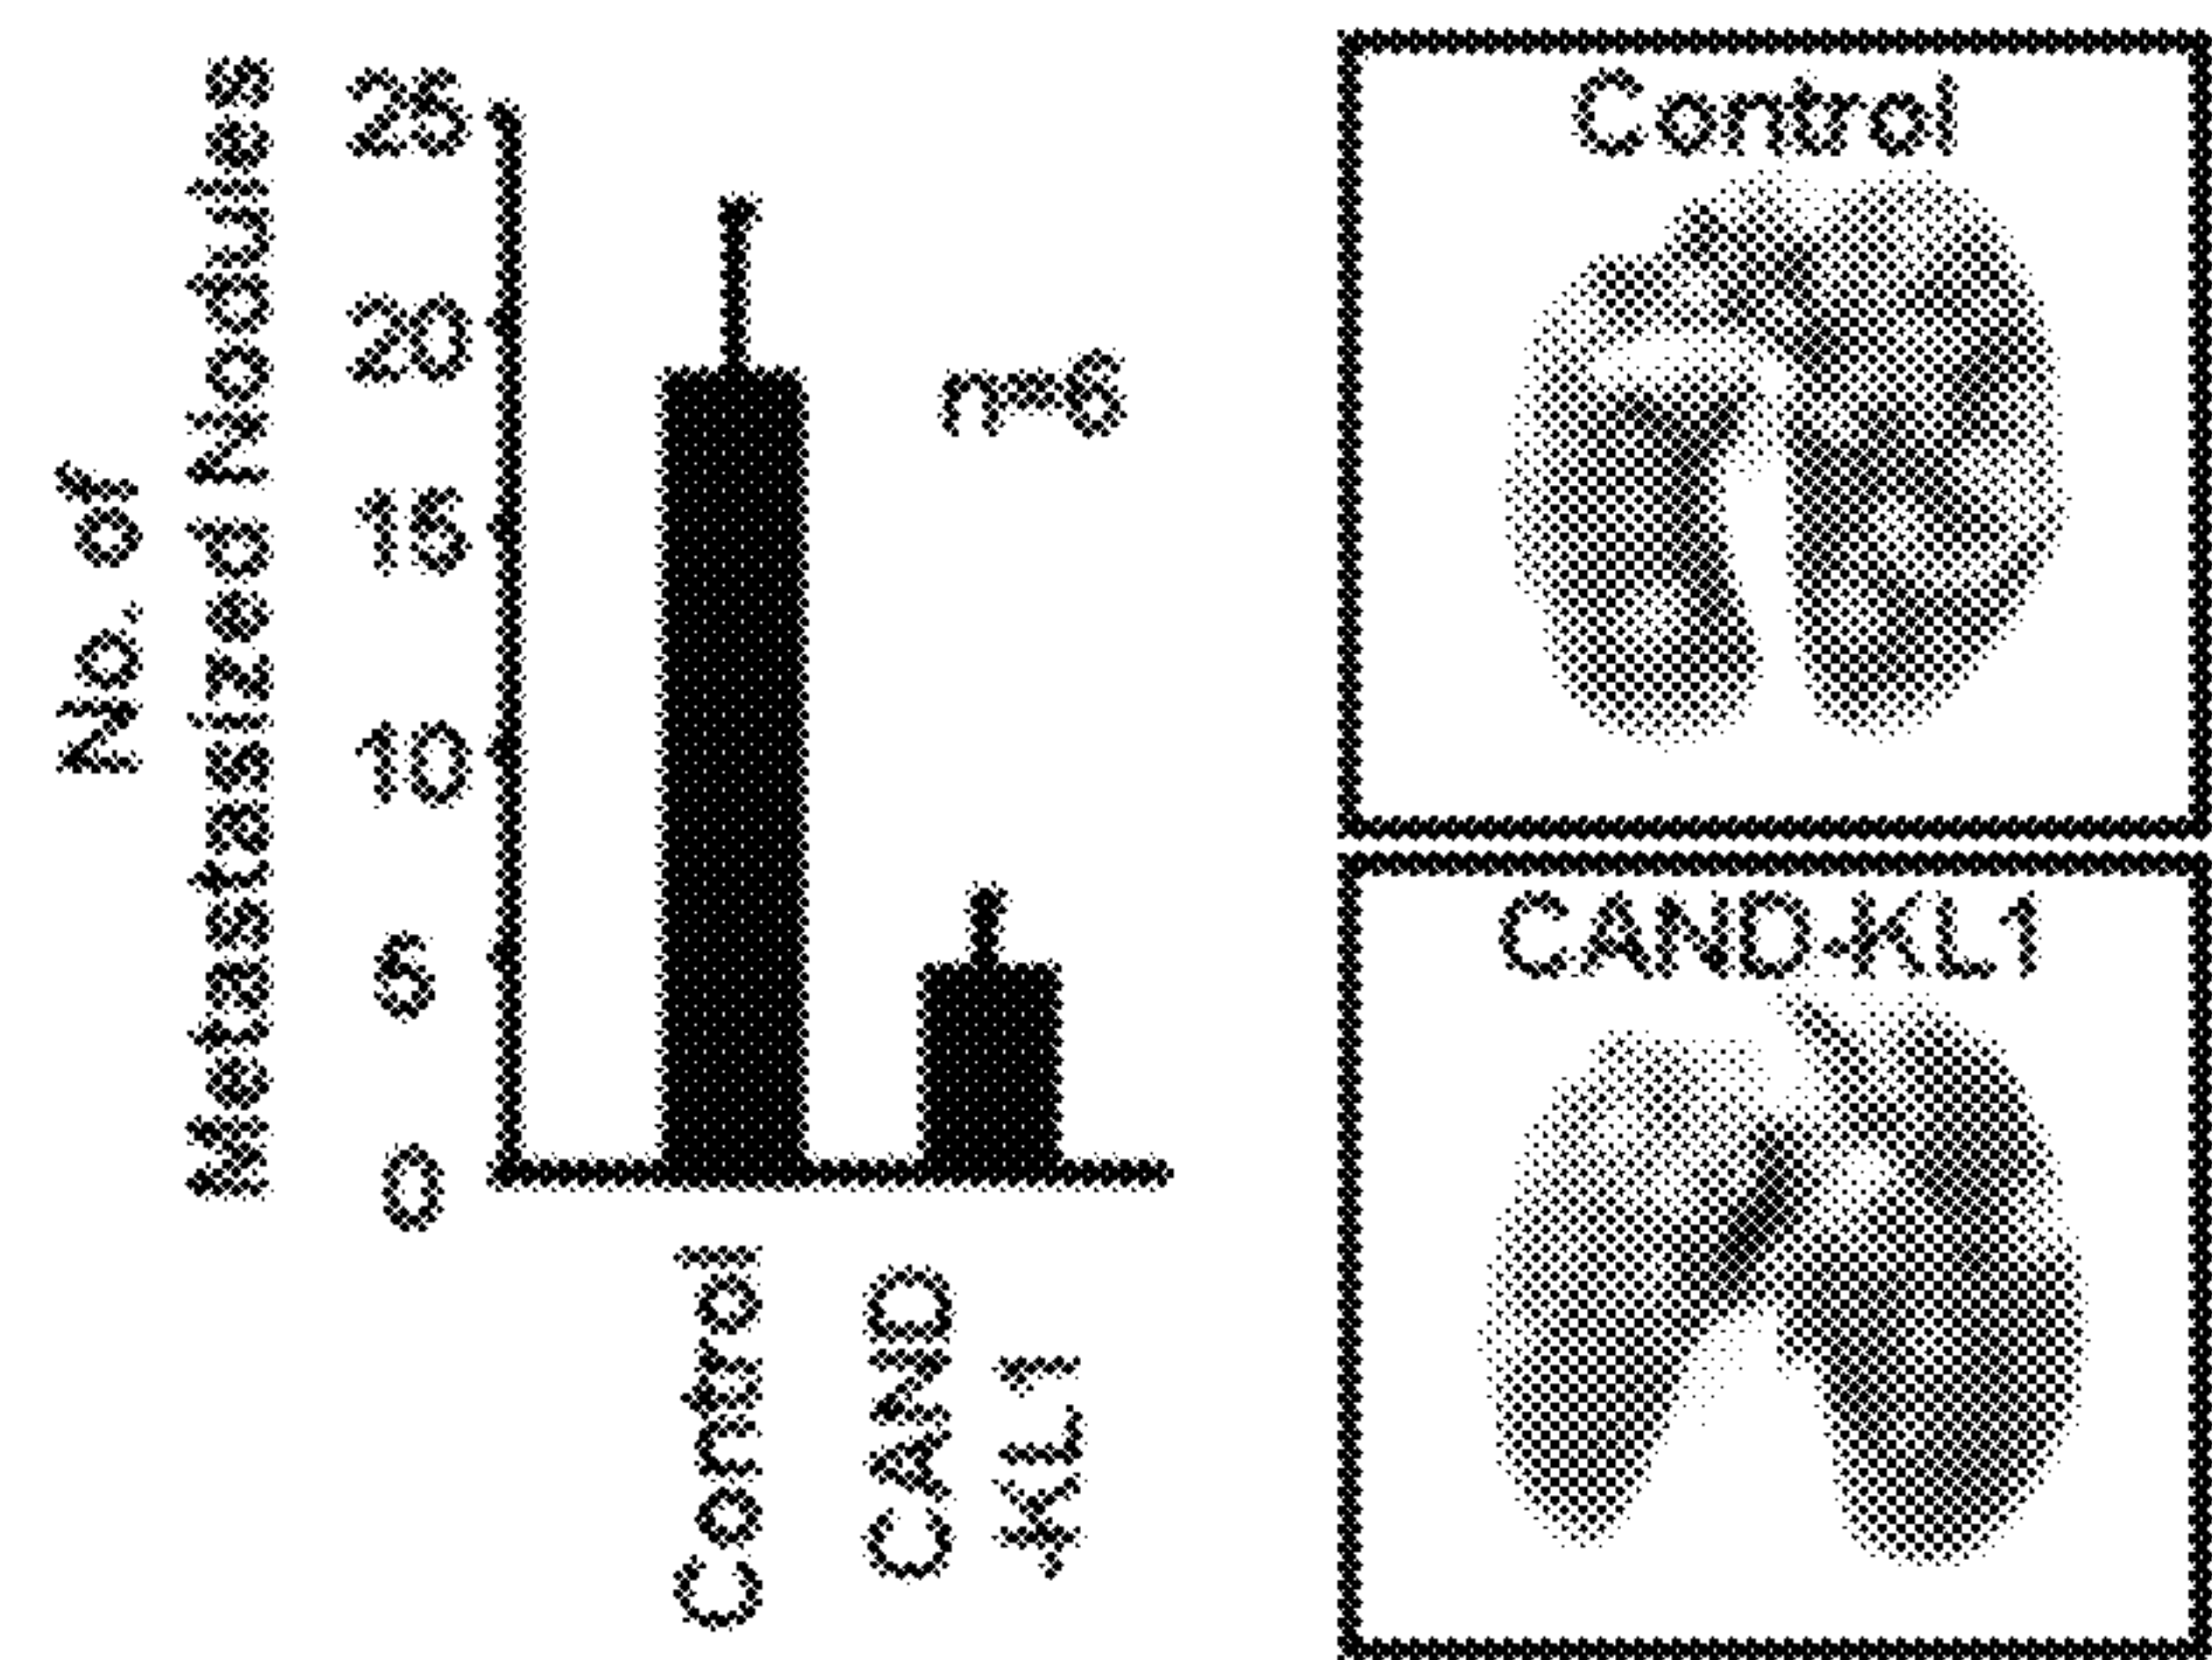 No. of
Metastasized Nodules
25
20
15
10
5
0
n=6
Control
CAND
-KL1
Control
CAND-KL1